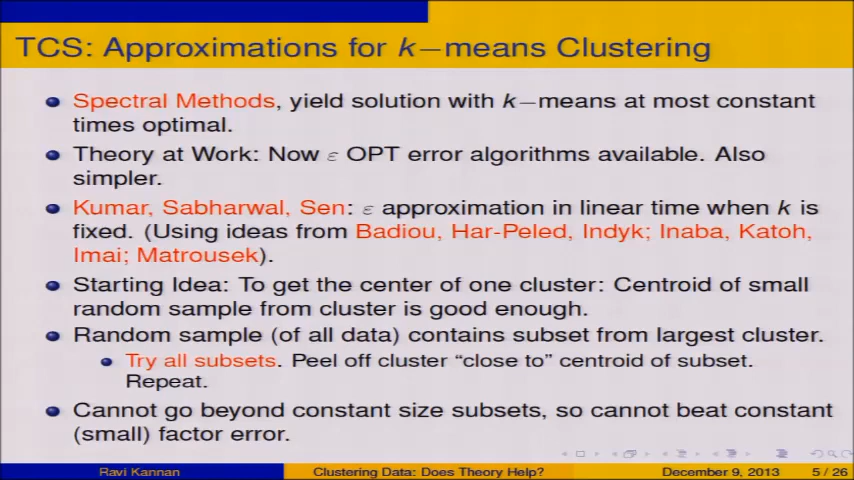 TCS: Approximations for k−means Clustering
Spectral Methods, yield solution with k−means at most constant
times optimal.
Theory at Work: Now ε OPT error algorithms available. Also
simpler.
Kumar, Sabharwal, Sen: ε approximation in linear time when k is
fixed. (Using ideas from Badiou, Har-Peled, Indyk; Inaba, Katoh,
Imai; Matrousek).
Starting Idea: To get the center of one cluster: Centroid of small
random sample from cluster is good enough.
Random sample (of all data) contains subset from largest cluster.
Try all subsets. Peel off cluster “close to” centroid of subset.
Repeat.
Cannot go beyond constant size subsets, so cannot beat constant
(small) factor error.
Ravi Kannan Clustering Data: Does Theory Help? December 9, 2013 5 / 26